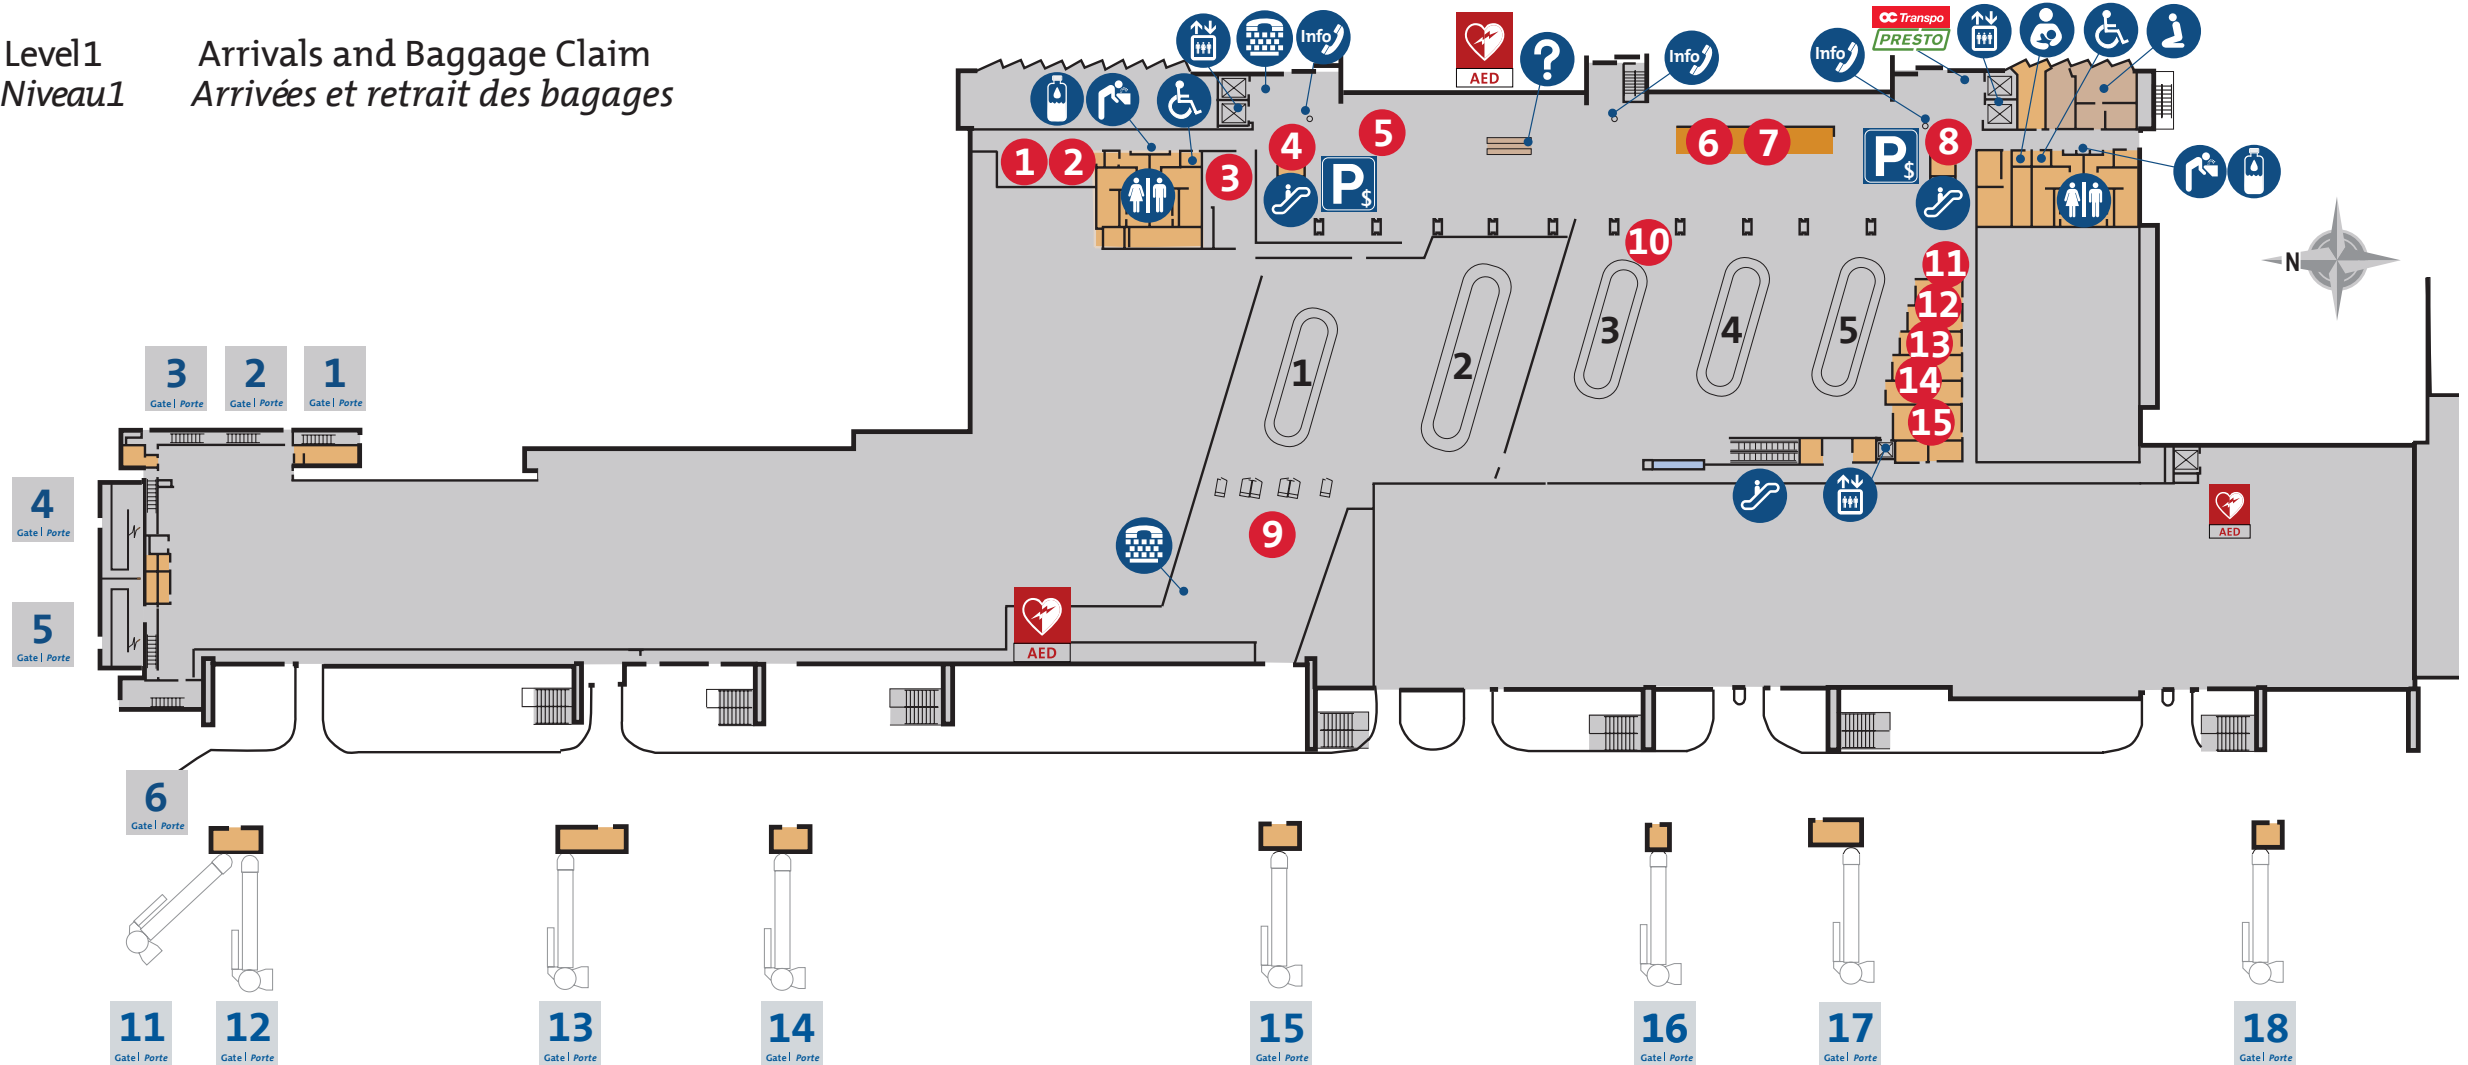 Level1 Arrivals and Baggage Claim
Niveau1 Arrivées et retrait des bagages
Info
AED
?
Info
Info
OC Transpo
PRESTO
1
2
3
4
5
6
7
8
P$
P$
10
11
12
13
14
15
N
1
2
3
4
5
9
3
Gate | Porte
2
Gate | Porte
1
Gate | Porte
4
Gate | Porte
5
Gate | Porte
AED
AED
6
Gate | Porte
11
Gate | Porte
12
Gate | Porte
13
Gate | Porte
14
Gate | Porte
15
Gate | Porte
16
Gate | Porte
17
Gate | Porte
18
Gate | Porte